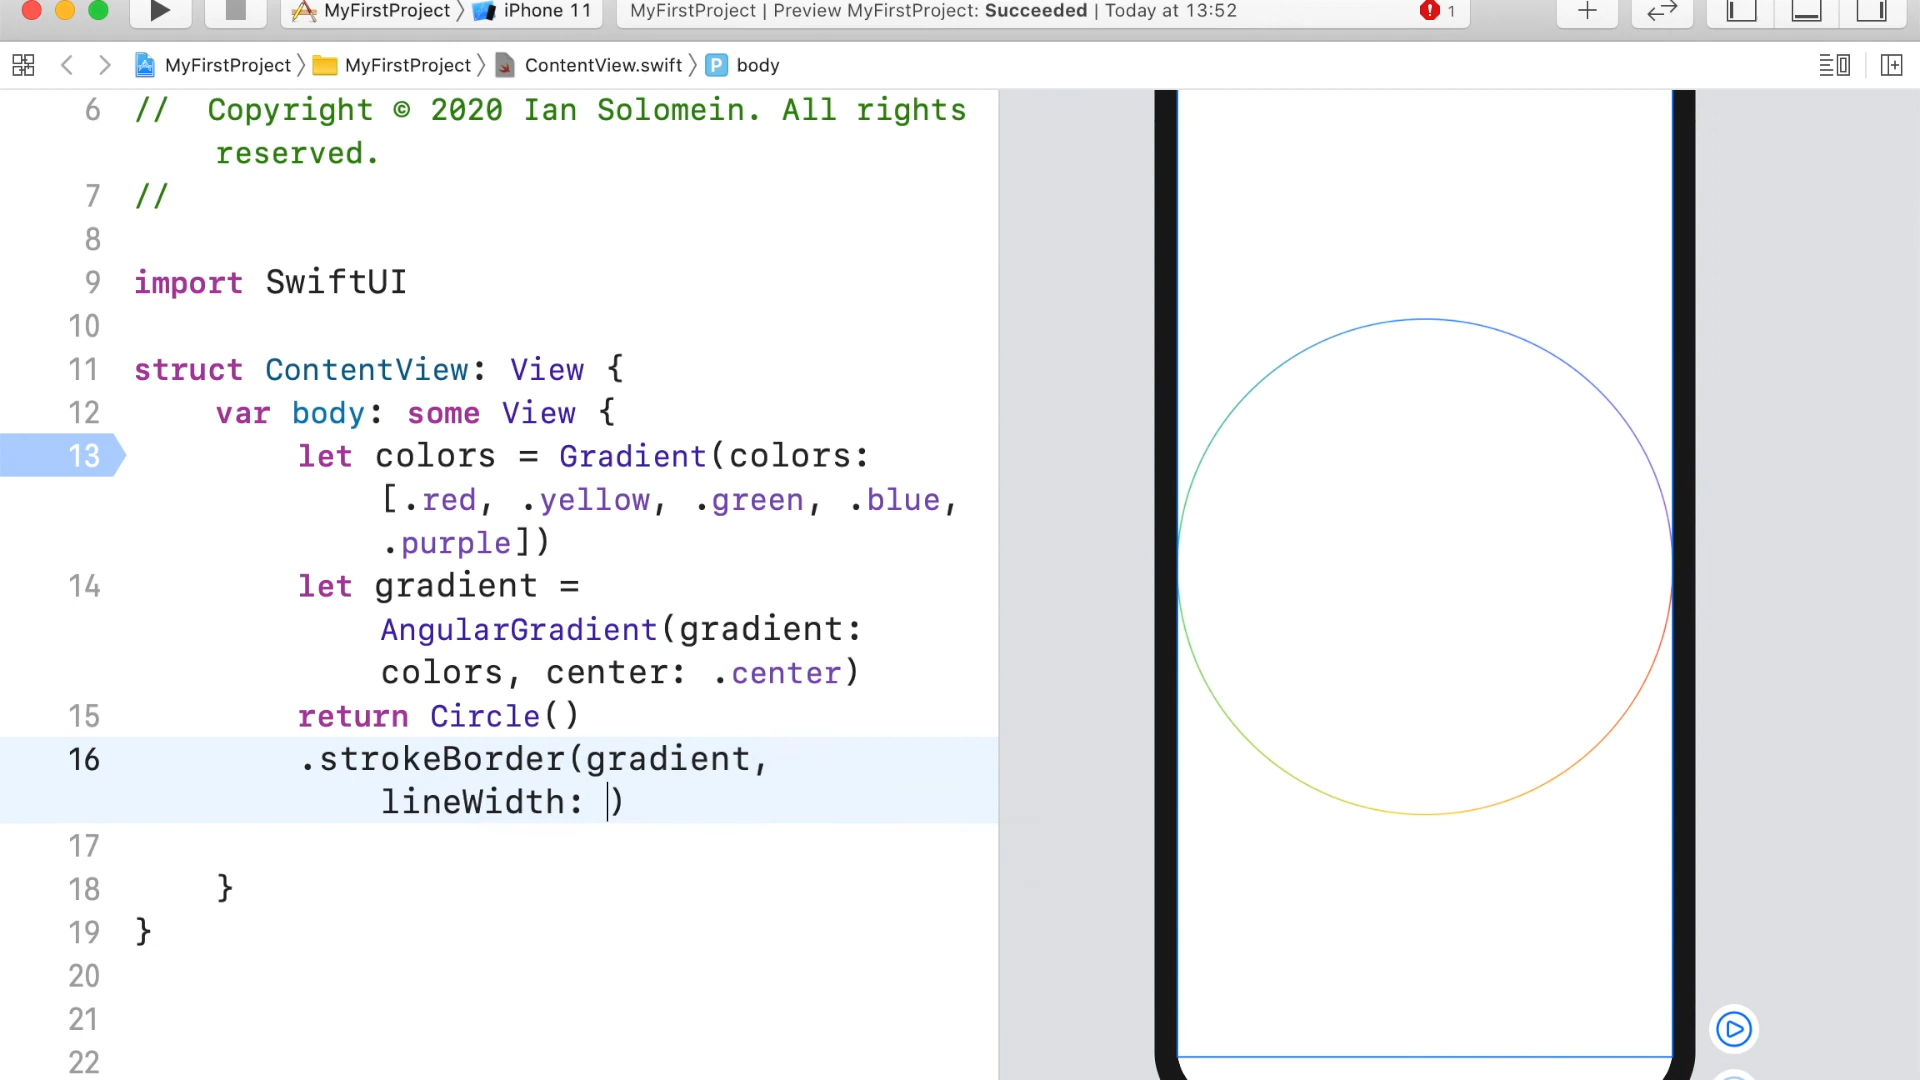 MyFirstProject 〉 iPhone 11
MyFirstProject | Preview MyFirstProject: Succeeded | Today at 13:52
1
MyFirstProject 〉 MyFirstProject 〉 ContentView.swift 〉 P body
6 // Copyright © 2020 Ian Solomein. All rights
reserved.
7 //
8
9 import SwiftUI
10
11 struct ContentView: View {
12 var body: some View {
13 let colors = Gradient(colors:
[.red, .yellow, .green, .blue,
.purple])
14 let gradient =
AngularGradient(gradient:
colors, center: .center)
15 return Circle()
16 .strokeBorder(gradient,
lineWidth: )
17
18 }
19 }
20
21
22